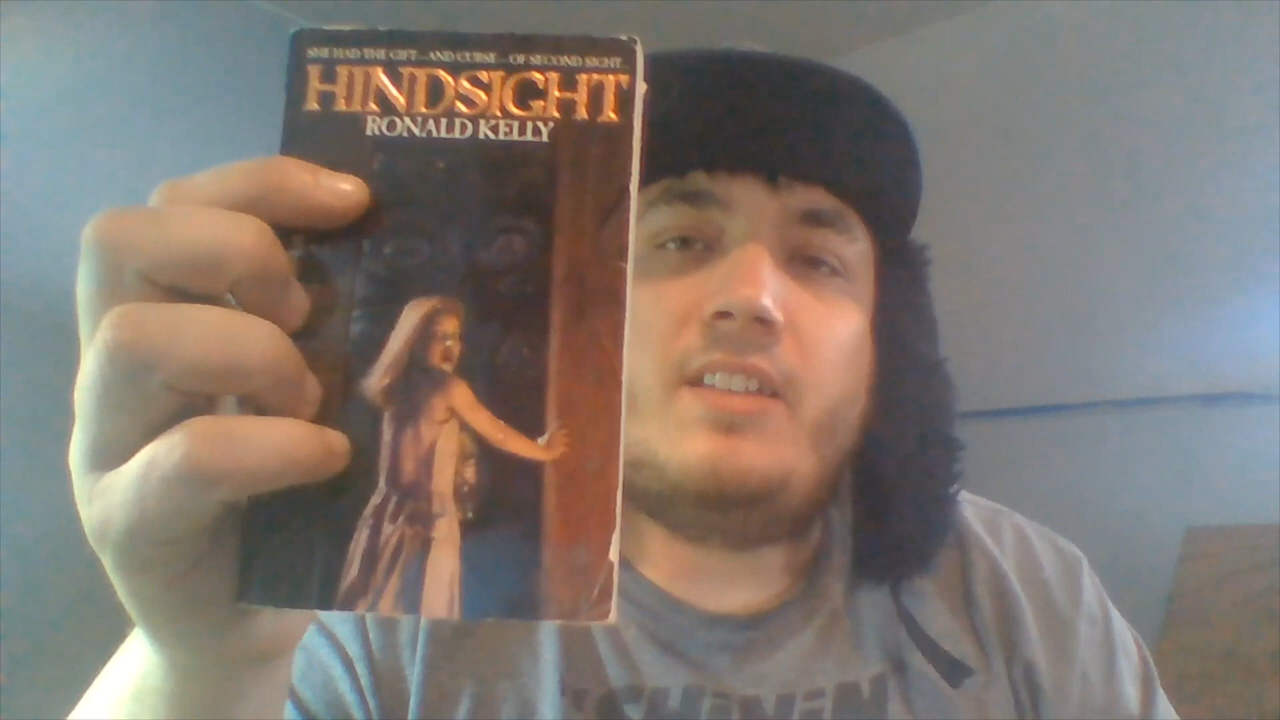 SHE HAD THE GIFT—AND CURSE—OF SECOND SIGHT...
HINDSIGHT
RONALD KELLY